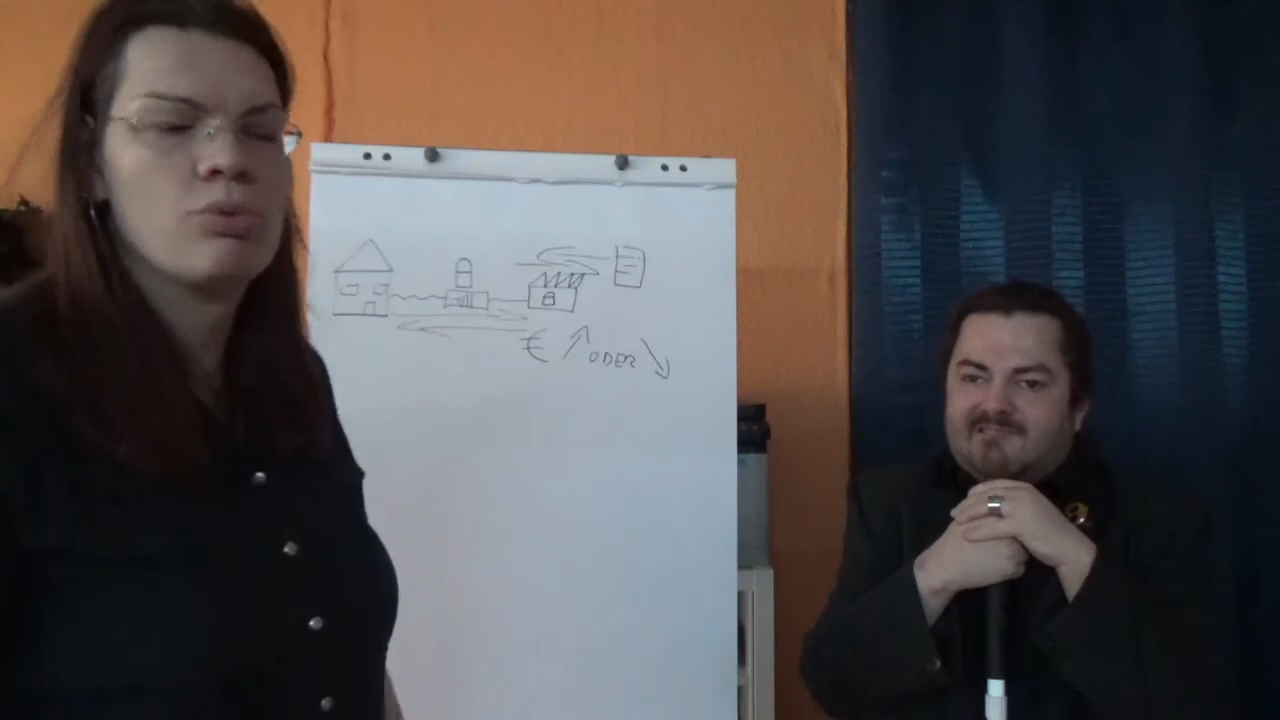 € ↑ ODER ↓